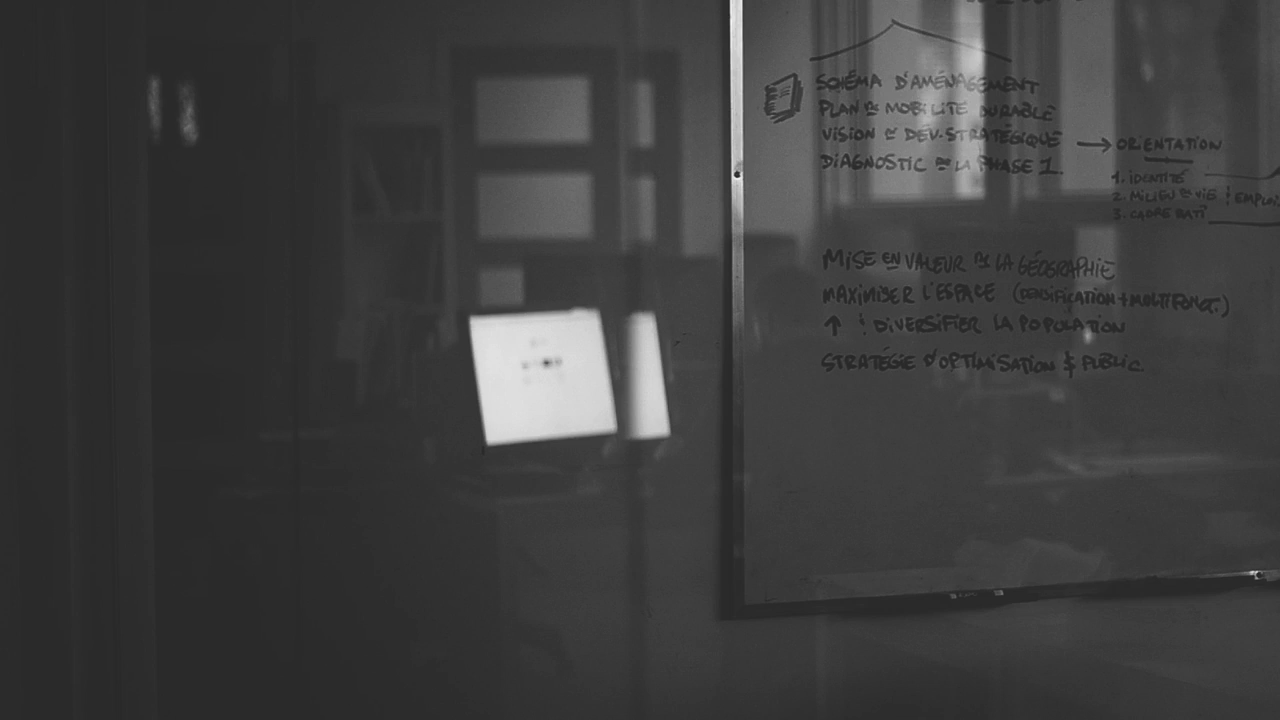 SCHÉMA D'AMÉNAGEMENT
PLAN DE MOBILITÉ DURABLE
VISION DE DÉV. STRATÉGIQUE → ORIENTATION
DIAGNOSTIC DE LA PHASE 1.
1. IDENTITÉ
2. MILIEU DE VIE
3. CADRE BATI
MISE EN VALEUR DE LA GÉOGRAPHIE
MAXIMISER L'ESPACE (DENSIFICATION + MULTIFONCT.)
↑ & DIVERSIFIER LA POPULATION
STRATÉGIE D'OPTIMISATION $ PUBLIC